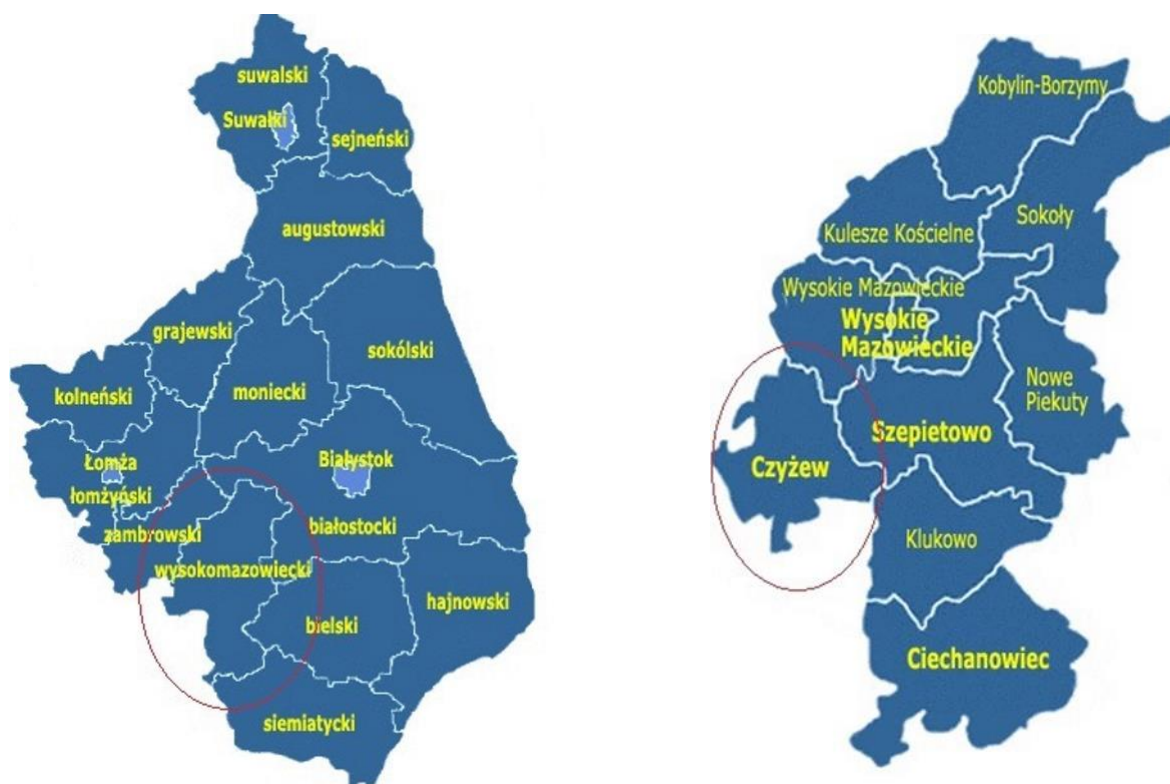 suwalski
Suwałki
sejneński
augustowski
grajewski
sokólski
kolneński
moniecki
Łomża
Białystok
łomżyński
zambrowski
białostocki
wysokomazowiecki
hajnowski
bielski
siemiatycki
Kobylin-Borzymy
Sokoły
Kulesze Kościelne
Wysokie Mazowieckie
Wysokie
Mazowieckie
Nowe
Piekuty
Szepietowo
Czyżew
Klukowo
Ciechanowiec